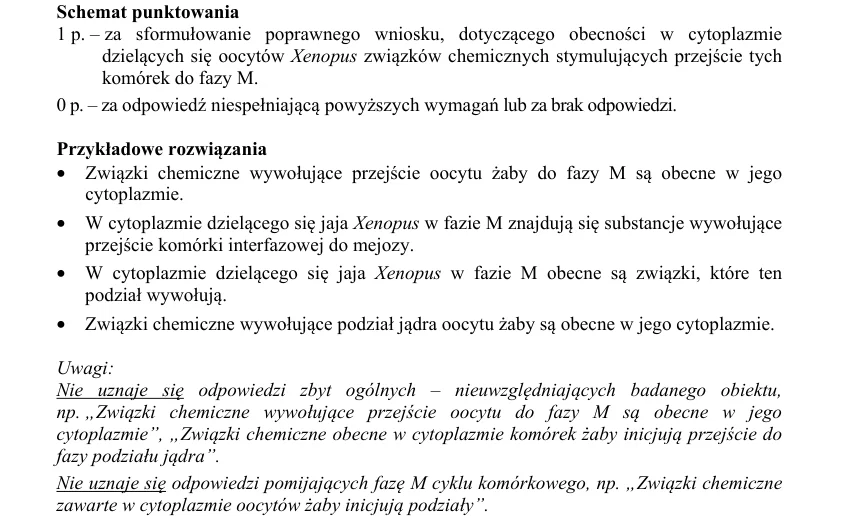 Schemat punktowania
1 p. – za sformułowanie poprawnego wniosku, dotyczącego obecności w cytoplazmie
dzielących się oocytów Xenopus związków chemicznych stymulujących przejście tych
komórek do fazy M.
0 p. – za odpowiedź niespełniającą powyższych wymagań lub za brak odpowiedzi.
Przykładowe rozwiązania
• Związki chemiczne wywołujące przejście oocytu żaby do fazy M są obecne w jego
cytoplazmie.
• W cytoplazmie dzielącego się jaja Xenopus w fazie M znajdują się substancje wywołujące
przejście komórki interfazowej do mejozy.
• W cytoplazmie dzielącego się jaja Xenopus w fazie M obecne są związki, które ten
podział wywołują.
• Związki chemiczne wywołujące podział jądra oocytu żaby są obecne w jego cytoplazmie.
Uwagi:
Nie uznaje się odpowiedzi zbyt ogólnych – nieuwzględniających badanego obiektu,
np. „Związki chemiczne wywołujące przejście oocytu do fazy M są obecne w jego
cytoplazmie”, „Związki chemiczne obecne w cytoplazmie komórek żaby inicjują przejście do
fazy podziału jądra”.
Nie uznaje się odpowiedzi pomijających fazę M cyklu komórkowego, np. „Związki chemiczne
zawarte w cytoplazmie oocytów żaby inicjują podziały”.